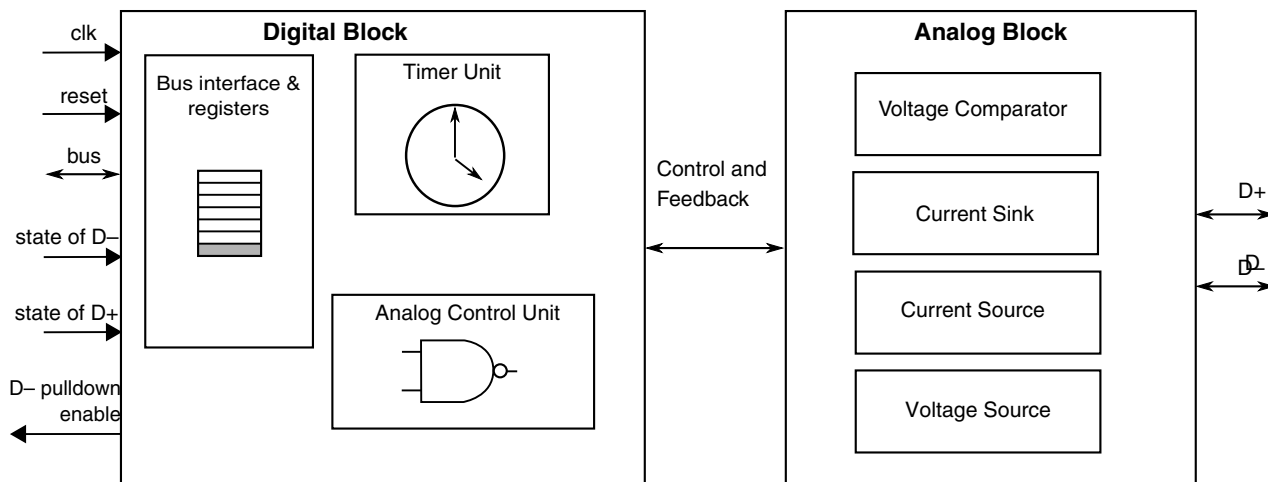 clk
reset
bus
state of D–
state of D+
D– pulldown
enable
Digital Block
Bus interface &
registers
Timer Unit
Analog Control Unit
Control and
Feedback
Analog Block
Voltage Comparator
Current Sink
Current Source
Voltage Source
D+
D–